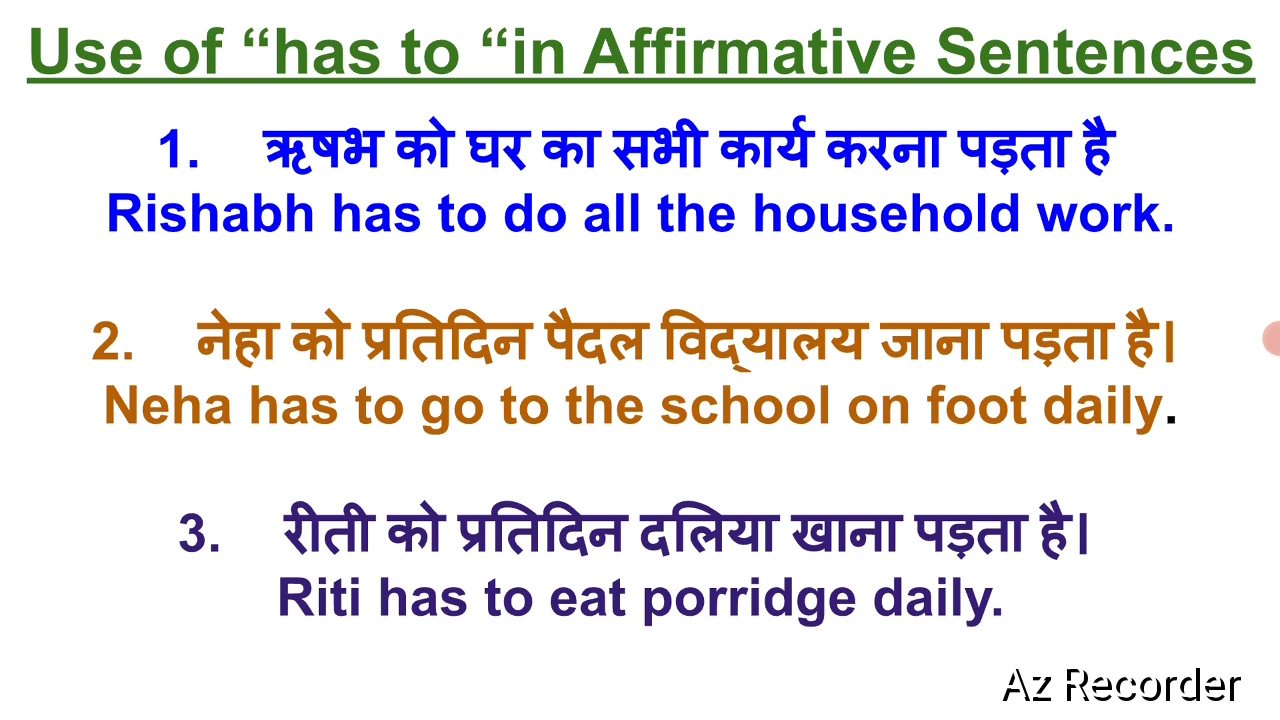 Use of “has to “in Affirmative Sentences
1. ऋषभ को घर का सभी कार्य करना पड़ता है
Rishabh has to do all the household work.
2. नेहा को प्रतिदिन पैदल विद्यालय जाना पड़ता है।
Neha has to go to the school on foot daily.
3. रीती को प्रतिदिन दलिया खाना पड़ता है।
Riti has to eat porridge daily.
Az Recorder